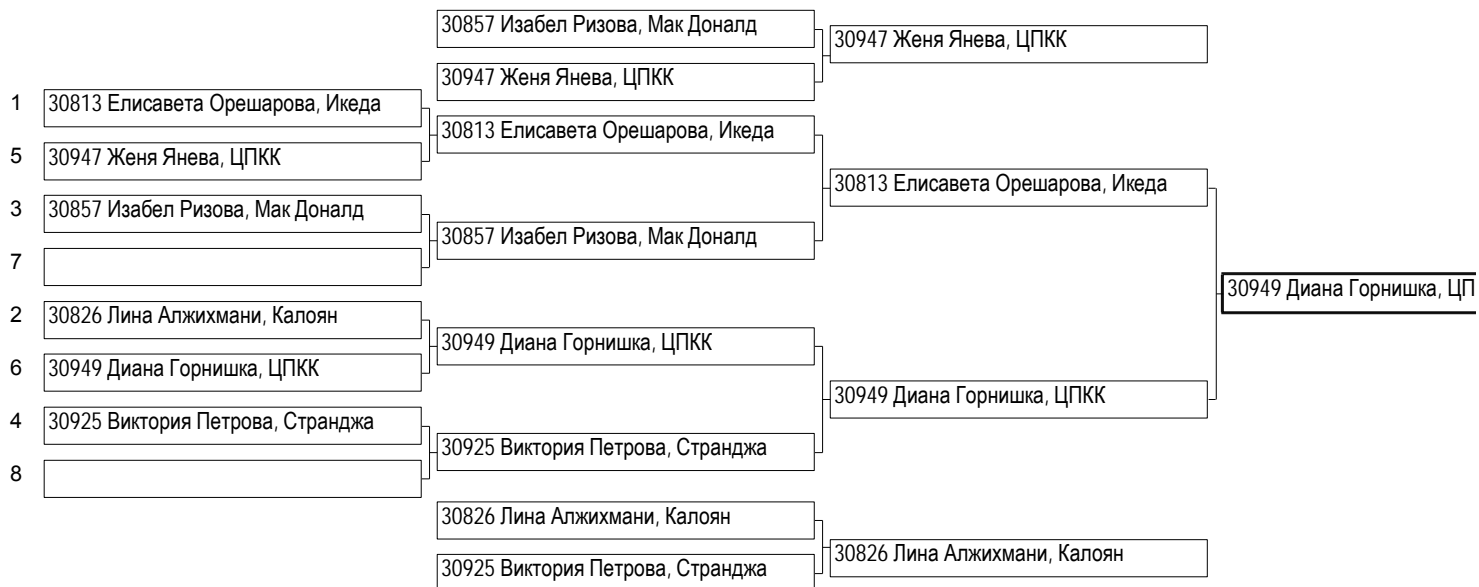 30857 Изабел Ризова, Мак Доналд
30947 Женя Янева, ЦПКК
30947 Женя Янева, ЦПКК
1 30813 Елисавета Орешарова, Икеда
30813 Елисавета Орешарова, Икеда
5 30947 Женя Янева, ЦПКК
30813 Елисавета Орешарова, Икеда
3 30857 Изабел Ризова, Мак Доналд
30857 Изабел Ризова, Мак Доналд
7
30949 Диана Горнишка, ЦП
2 30826 Лина Алжихмани, Калоян
30949 Диана Горнишка, ЦПКК
6 30949 Диана Горнишка, ЦПКК
30949 Диана Горнишка, ЦПКК
4 30925 Виктория Петрова, Странджа
30925 Виктория Петрова, Странджа
8
30826 Лина Алжихмани, Калоян
30826 Лина Алжихмани, Калоян
30925 Виктория Петрова, Странджа